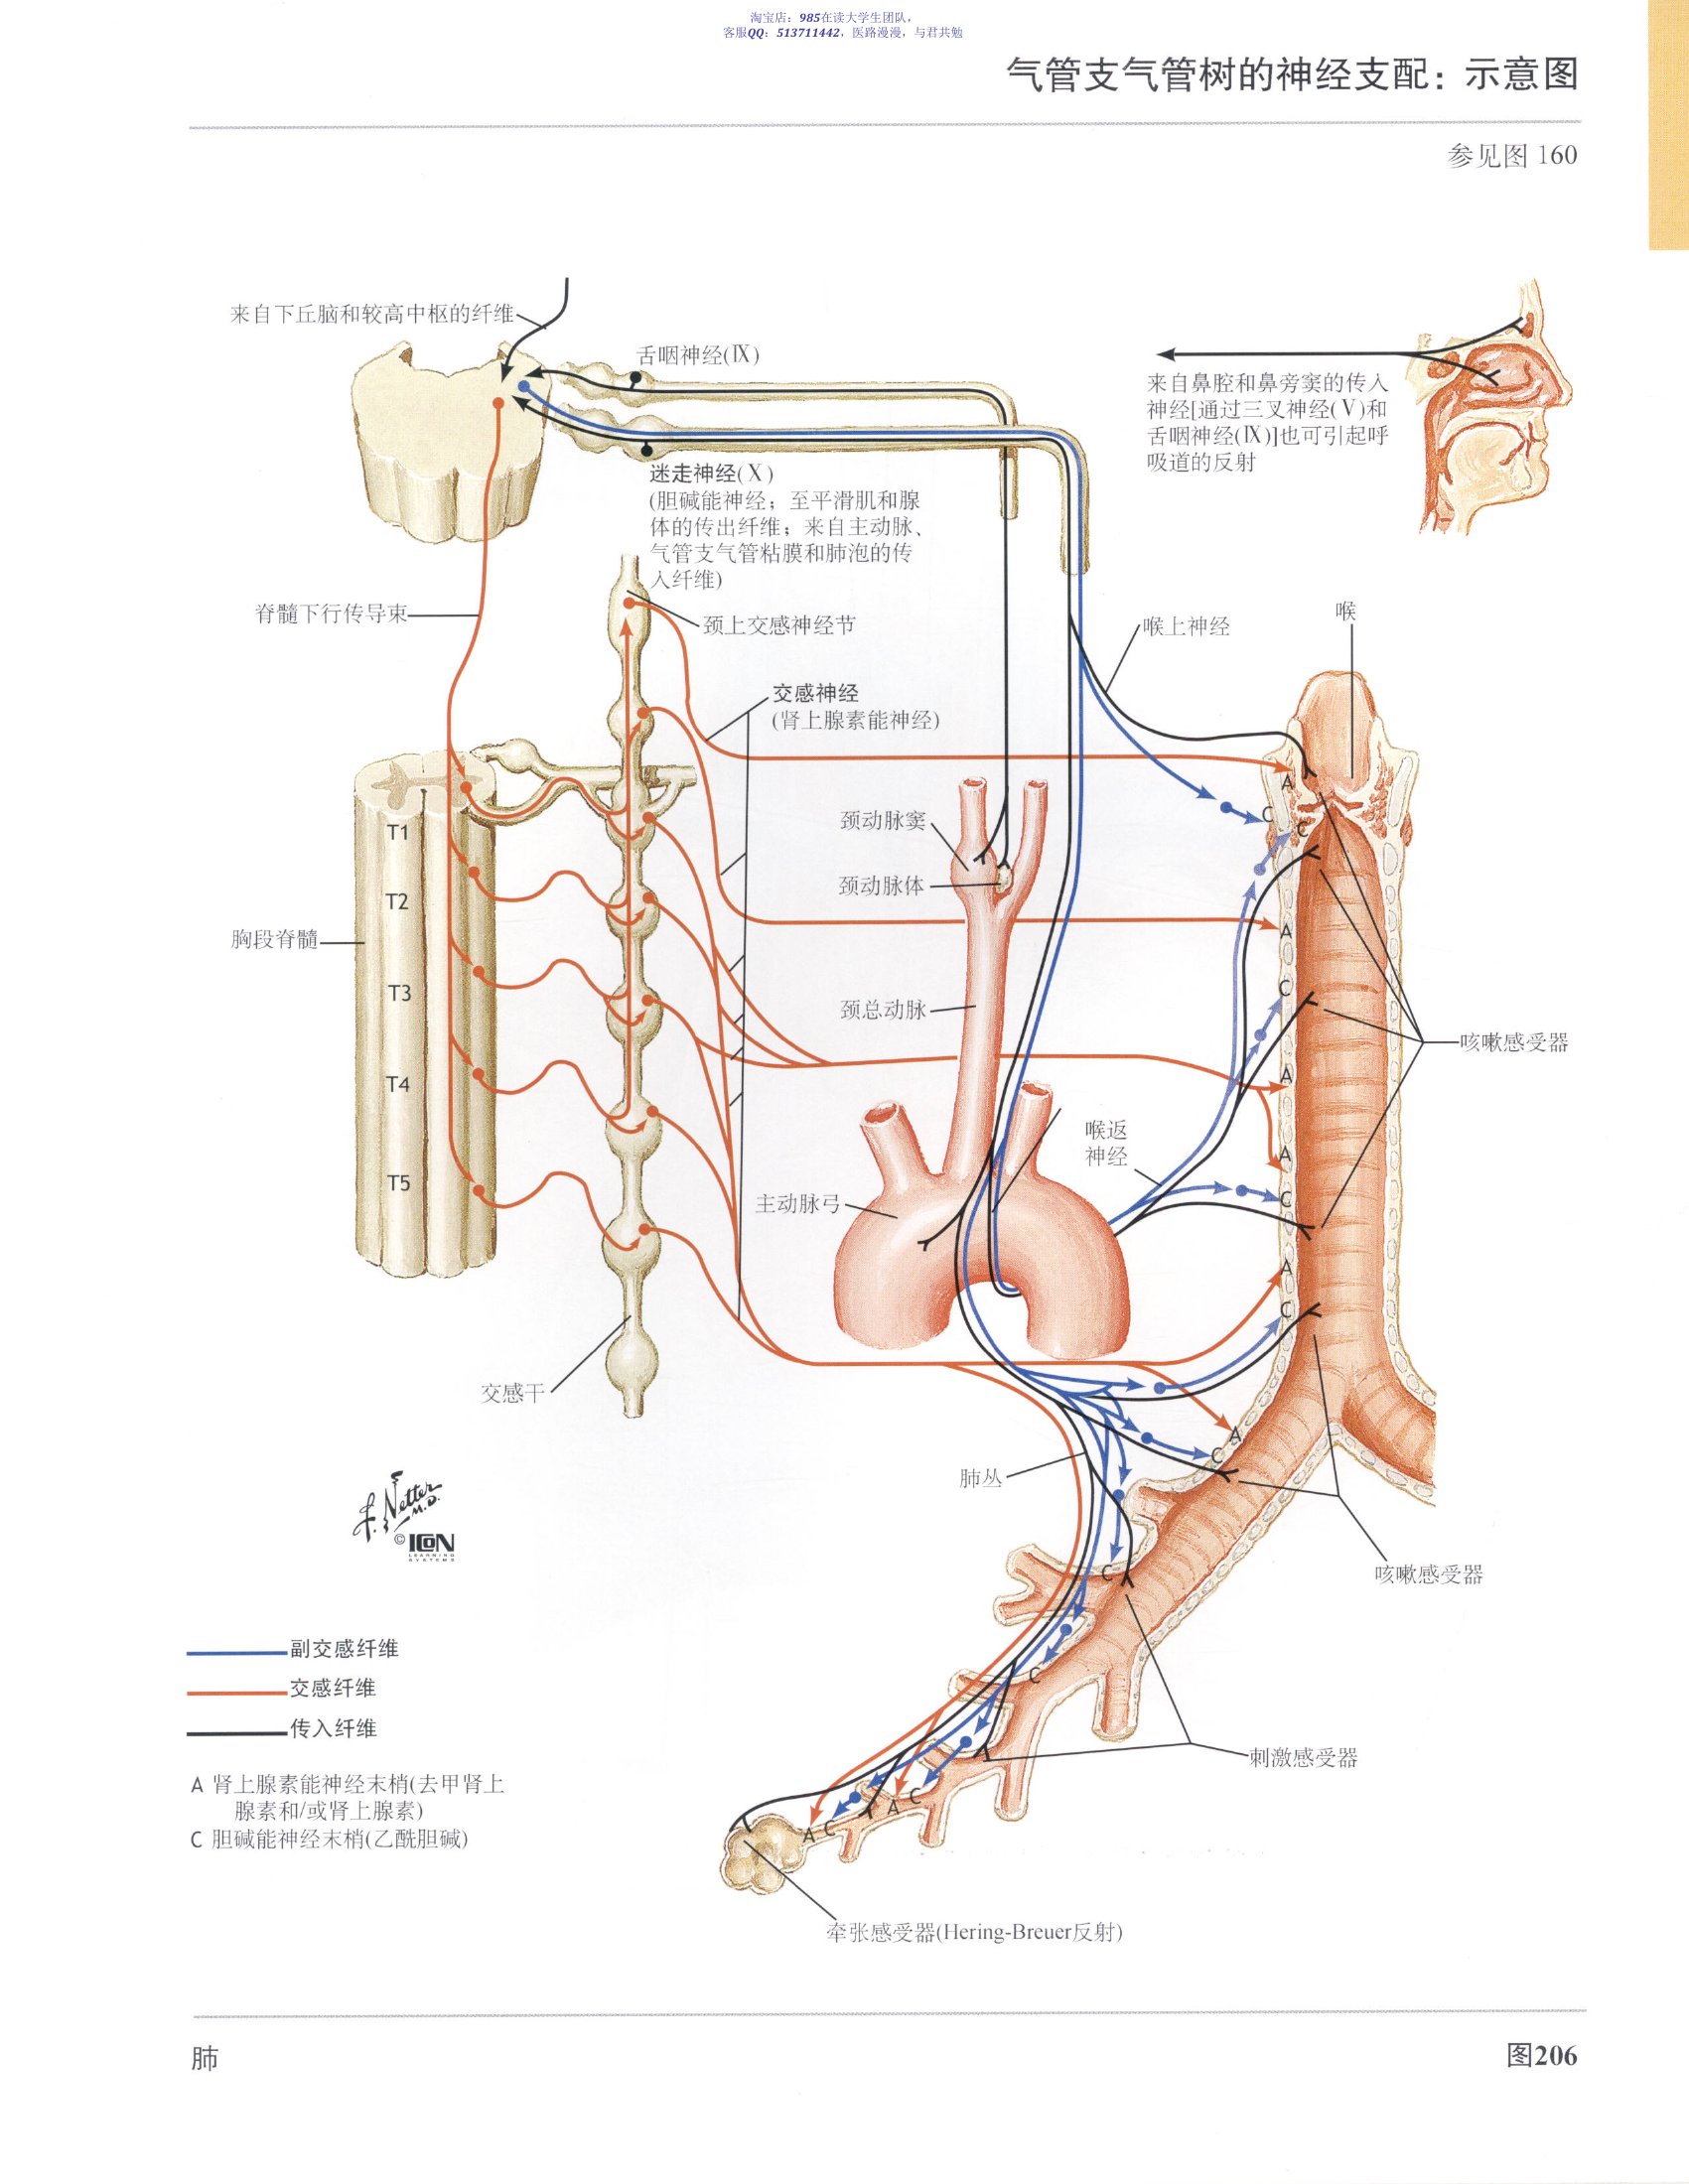 淘宝店：985在读大学生团队，
客服QQ：513711442，医路漫漫，与君共勉
气管支气管树的神经支配：示意图
参见图 160
来自下丘脑和较高中枢的纤维
舌咽神经(Ⅸ)
来自鼻腔和鼻旁窦的传入
神经[通过三叉神经(Ⅴ)和
舌咽神经(Ⅸ)]也可引起呼
吸道的反射
迷走神经(Ⅹ)
(胆碱能神经；至平滑肌和腺
体的传出纤维；来自主动脉、
气管支气管粘膜和肺泡的传
入纤维)
脊髓下行传导束
颈上交感神经节
喉上神经
喉
交感神经
(肾上腺素能神经)
A
C
C
颈动脉窦
T1
颈动脉体
T2
A
胸段脊髓
C
T3
颈总动脉
咳嗽感受器
A
T4
喉返
神经
A
T5
C
主动脉弓
A
C
交感干
A
C
肺丛
F. Netter M.D.
© ICON
LEARNING
SYSTEMS
C
咳嗽感受器
副交感纤维
C
交感纤维
传入纤维
刺激感受器
A 肾上腺素能神经末梢(去甲肾上
腺素和/或肾上腺素)
C
A
C
A
C 胆碱能神经末梢(乙酰胆碱)
牵张感受器(Hering-Breuer反射)
肺
图206